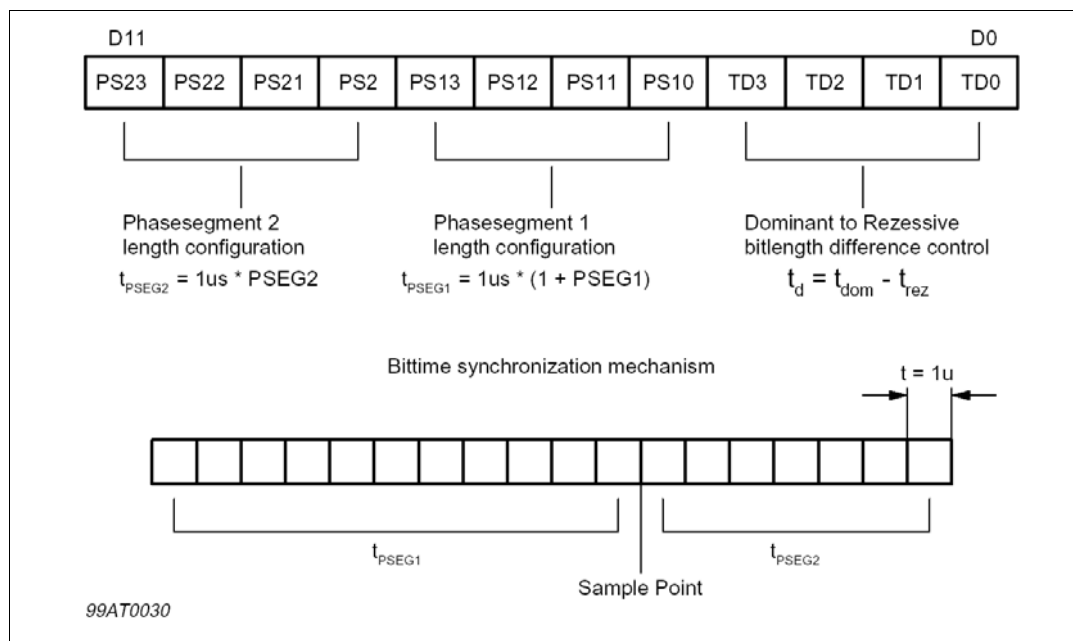 D11 D0
PS23 PS22 PS21 PS2 PS13 PS12 PS11 PS10 TD3 TD2 TD1 TD0
Phasesegment 2
length configuration
tPSEG2 = 1us * PSEG2
Phasesegment 1
length configuration
tPSEG1 = 1us * (1 + PSEG1)
Dominant to Rezessive
bitlength difference control
td = tdom - trez
Bittime synchronization mechanism
t = 1u
tPSEG1
tPSEG2
Sample Point
99AT0030